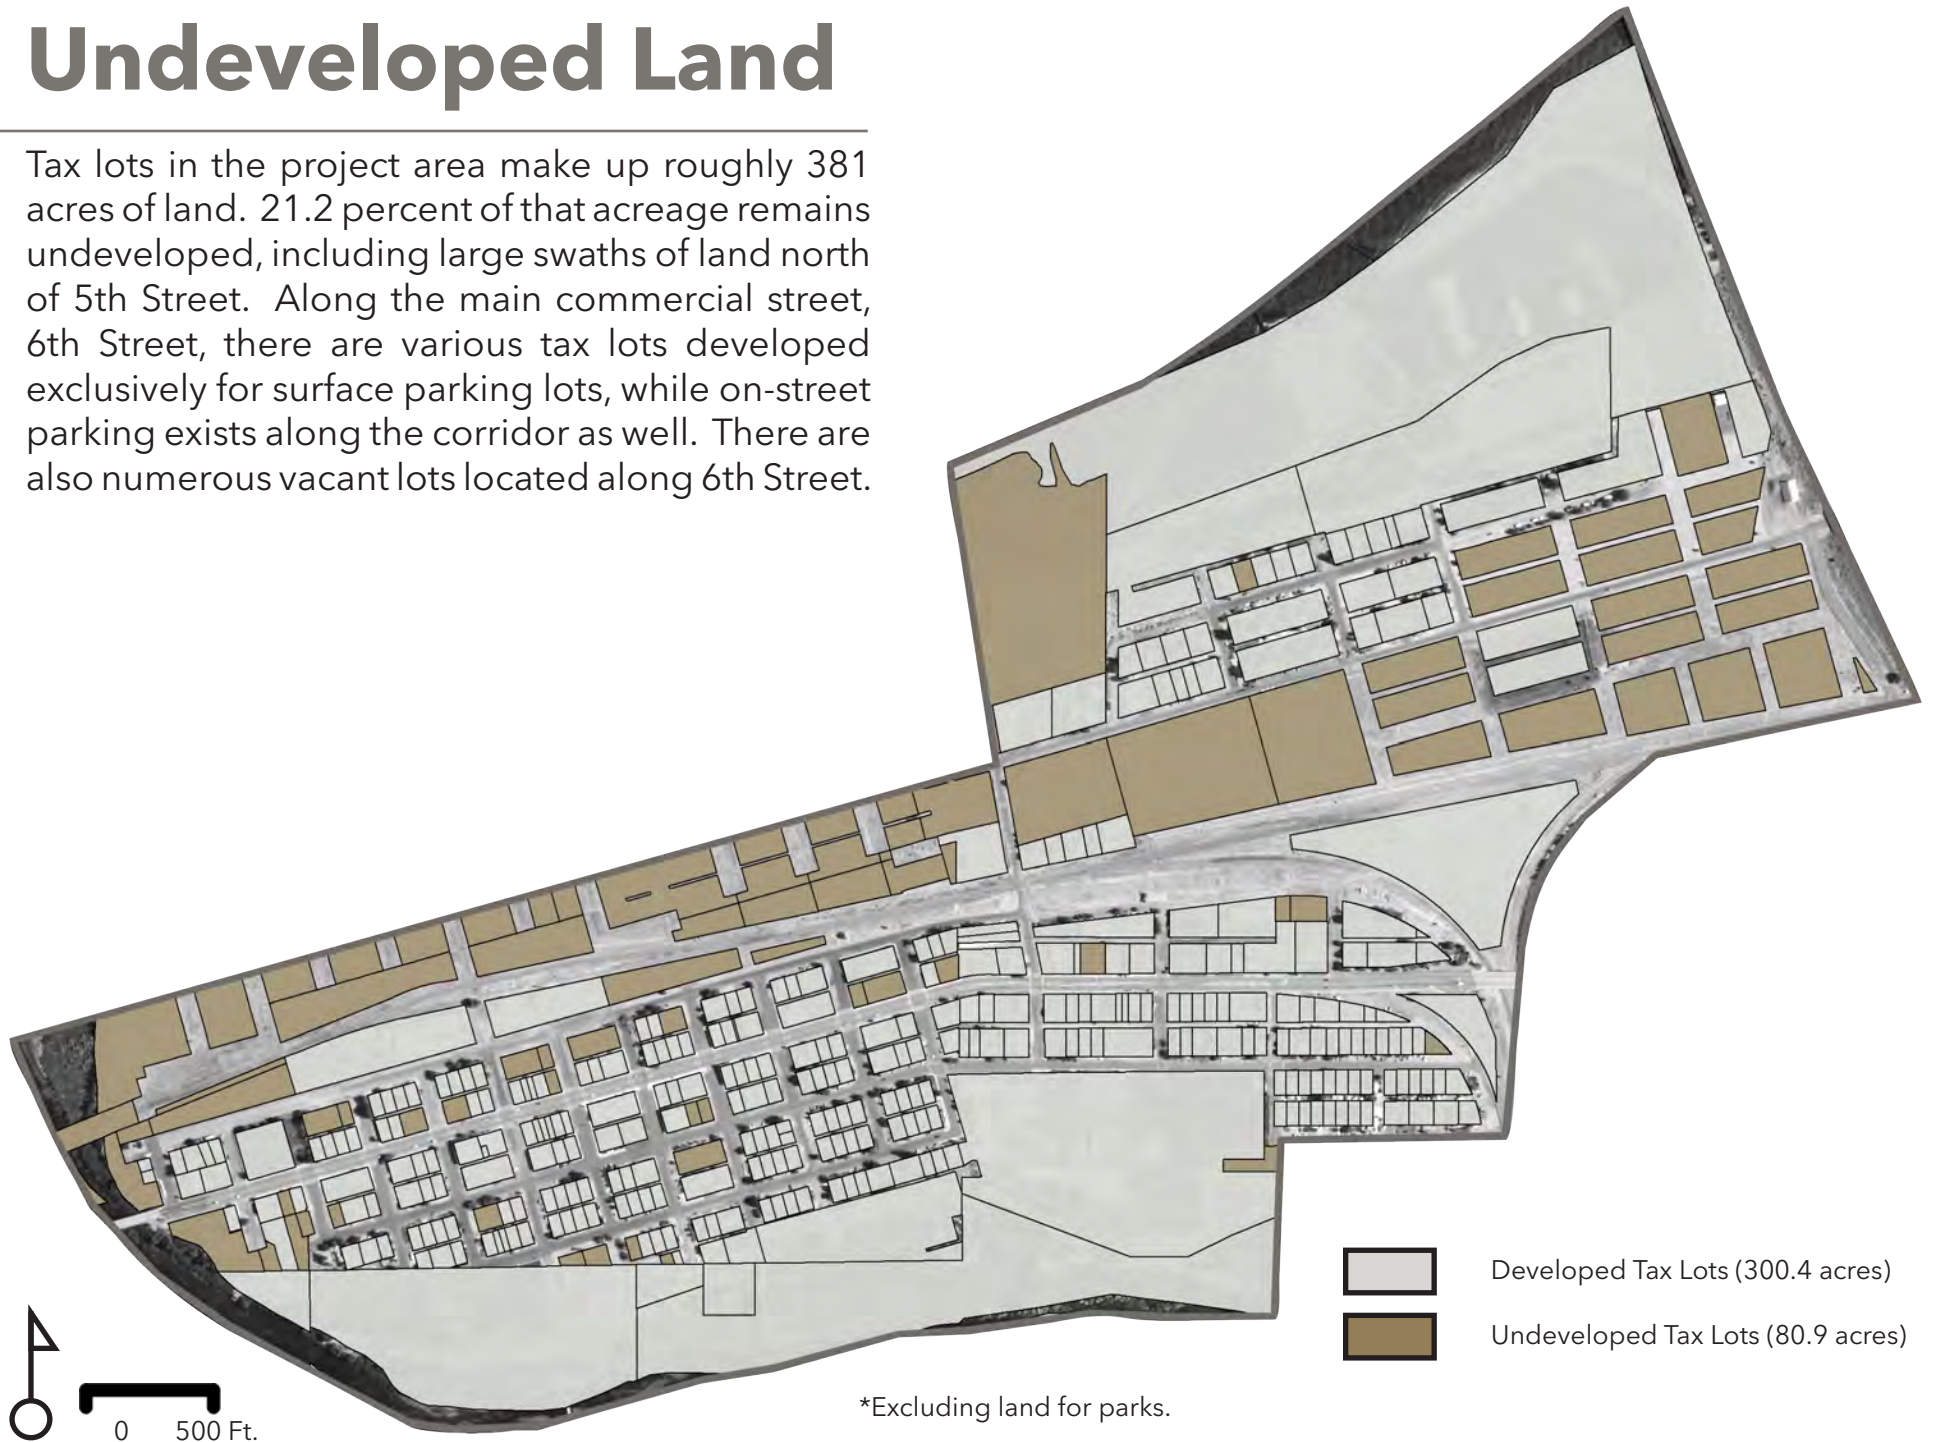 Undeveloped Land
Tax lots in the project area make up roughly 381
acres of land. 21.2 percent of that acreage remains
undeveloped, including large swaths of land north
of 5th Street. Along the main commercial street,
6th Street, there are various tax lots developed
exclusively for surface parking lots, while on-street
parking exists along the corridor as well. There are
also numerous vacant lots located along 6th Street.
Developed Tax Lots (300.4 acres)
Undeveloped Tax Lots (80.9 acres)
*Excluding land for parks.
0 500 Ft.